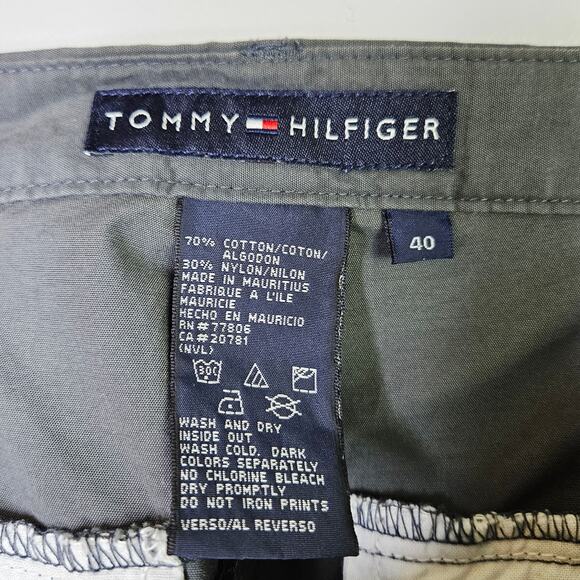 TOMMY HILFIGER
40
70% COTTON/COTON/
ALGODON
30% NYLON/NILON
MADE IN MAURITIUS
FABRIQUE A L'ILE
MAURICIE
HECHO EN MAURICIO
RN#77806
CA#20781
(NVL)
30C
WASH AND DRY
INSIDE OUT
WASH COLD. DARK
COLORS SEPARATELY
NO CHLORINE BLEACH
DRY PROMPTLY
DO NOT IRON PRINTS
VERSO/AL REVERSO